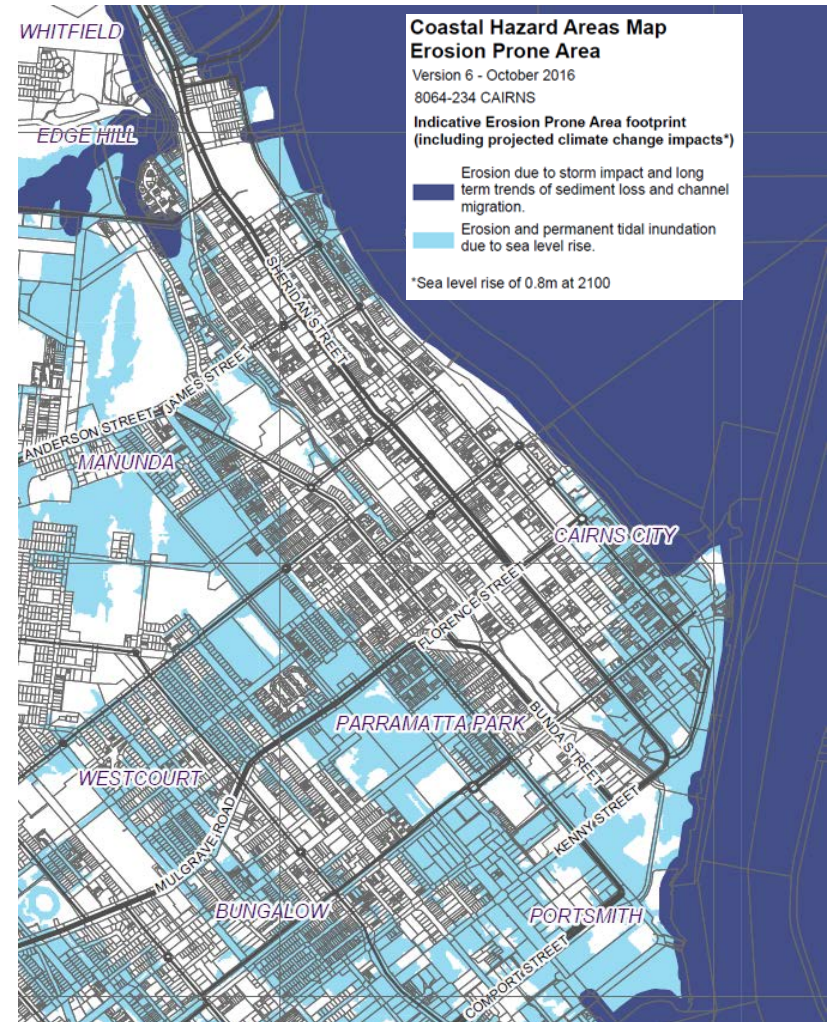 Coastal Hazard Areas Map
Erosion Prone Area
Version 6 - October 2016
8064-234 CAIRNS
Indicative Erosion Prone Area footprint
(including projected climate change impacts*)
Erosion due to storm impact and long
term trends of sediment loss and channel
migration.
Erosion and permanent tidal inundation
due to sea level rise.
*Sea level rise of 0.8m at 2100
WHITFIELD
EDGE HILL
SHERIDAN STREET
JAMES STREET
ANDERSON STREET
MANUNDA
CAIRNS CITY
FLORENCE STREET
PARRAMATTA PARK
BUNDA STREET
WESTCOURT
KENNY STREET
MULGRAVE ROAD
BUNGALOW
PORTSMITH
COMPORT STREET